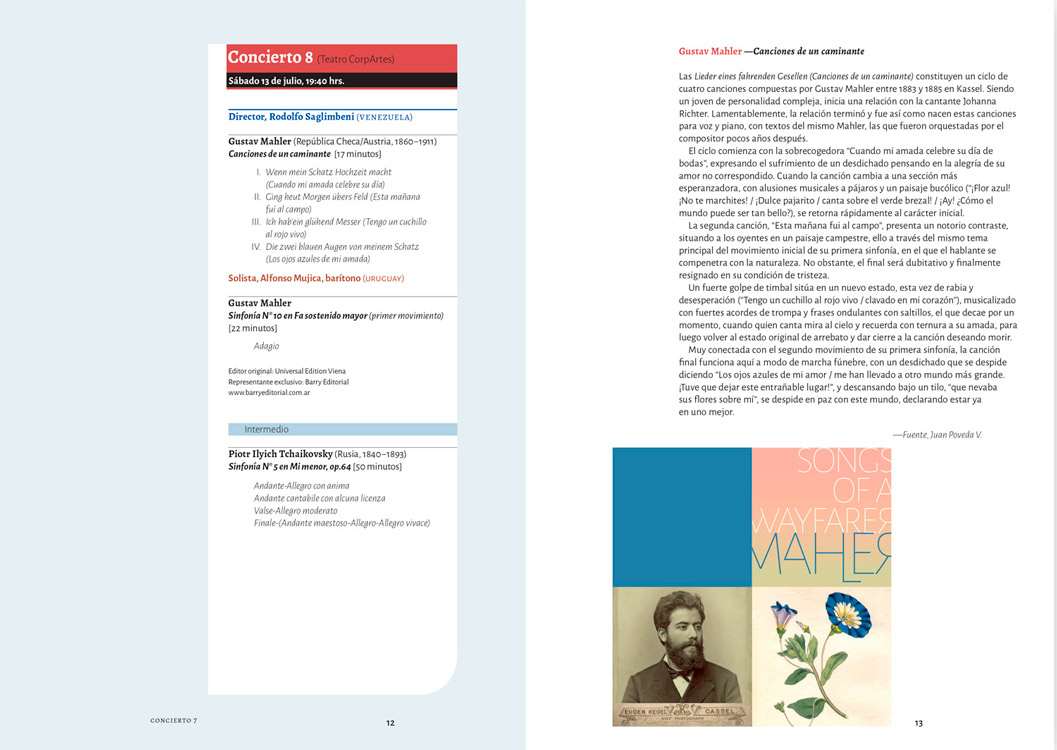 Concierto 8 (Teatro CorpArtes)
Sábado 13 de julio, 19:40 hrs.
Director, Rodolfo Saglimbeni (VENEZUELA)
Gustav Mahler (República Checa/Austria, 1860–1911)
Canciones de un caminante [17 minutos]
I. Wenn mein Schatz Hochzeit macht
(Cuando mi amada celebre su día)
II. Ging heut Morgen übers Feld (Esta mañana
fuí al campo)
III. Ich hab'ein glühend Messer (Tengo un cuchillo
al rojo vivo)
IV. Die zwei blauen Augen von meinem Schatz
(Los ojos azules de mi amada)
Solista, Alfonso Mujica, barítono (URUGUAY)
Gustav Mahler
Sinfonía N° 10 en Fa sostenido mayor (primer movimiento)
[22 minutos]
Adagio
Editor original: Universal Edition Viena
Representante exclusivo: Barry Editorial
www.barryeditorial.com.ar
Intermedio
Piotr Ilyich Tchaikovsky (Rusia, 1840–1893)
Sinfonía N° 5 en Mi menor, op.64 [50 minutos]
Andante-Allegro con anima
Andante cantabile con alcuna licenza
Valse-Allegro moderato
Finale-(Andante maestoso-Allegro-Allegro vivace)
CONCIERTO 7
12
Gustav Mahler —Canciones de un caminante
Las Lieder eines fahrenden Gesellen (Canciones de un caminante) constituyen un ciclo de
cuatro canciones compuestas por Gustav Mahler entre 1883 y 1885 en Kassel. Siendo
un joven de personalidad compleja, inicia una relación con la cantante Johanna
Richter. Lamentablemente, la relación terminó y fue así como nacen estas canciones
para voz y piano, con textos del mismo Mahler, las que fueron orquestadas por el
compositor pocos años después.
El ciclo comienza con la sobrecogedora “Cuando mi amada celebre su día de
bodas”, expresando el sufrimiento de un desdichado pensando en la alegría de su
amor no correspondido. Cuando la canción cambia a una sección más
esperanzadora, con alusiones musicales a pájaros y un paisaje bucólico (“¡Flor azul!
¡No te marchites! / ¡Dulce pajarito / canta sobre el verde brezal! / ¡Ay! ¿Cómo el
mundo puede ser tan bello?), se retorna rápidamente al carácter inicial.
La segunda canción, “Esta mañana fui al campo”, presenta un notorio contraste,
situando a los oyentes en un paisaje campestre, ello a través del mismo tema
principal del movimiento inicial de su primera sinfonía, en el que el hablante se
compenetra con la naturaleza. No obstante, el final será dubitativo y finalmente
resignado en su condición de tristeza.
Un fuerte golpe de timbal sitúa en un nuevo estado, esta vez de rabia y
desesperación (“Tengo un cuchillo al rojo vivo / clavado en mi corazón”), musicalizado
con fuertes acordes de trompa y frases ondulantes con saltillos, el que decae por un
momento, cuando quien canta mira al cielo y recuerda con ternura a su amada, para
luego volver al estado original de arrebato y dar cierre a la canción deseando morir.
Muy conectada con el segundo movimiento de su primera sinfonía, la canción
final funciona aquí a modo de marcha fúnebre, con un desdichado que se despide
diciendo “Los ojos azules de mi amor / me han llevado a otro mundo más grande.
¡Tuve que dejar este entrañable lugar!”, y descansando bajo un tilo, “que nevaba
sus flores sobre mí”, se despide en paz con este mundo, declarando estar ya
en uno mejor.
—Fuente, Juan Poveda V.
SONGS
OF A
WAYFARER
MAHLER
EUGEN KEGEL CASSEL
HOF-PHOTOGRAPH
13